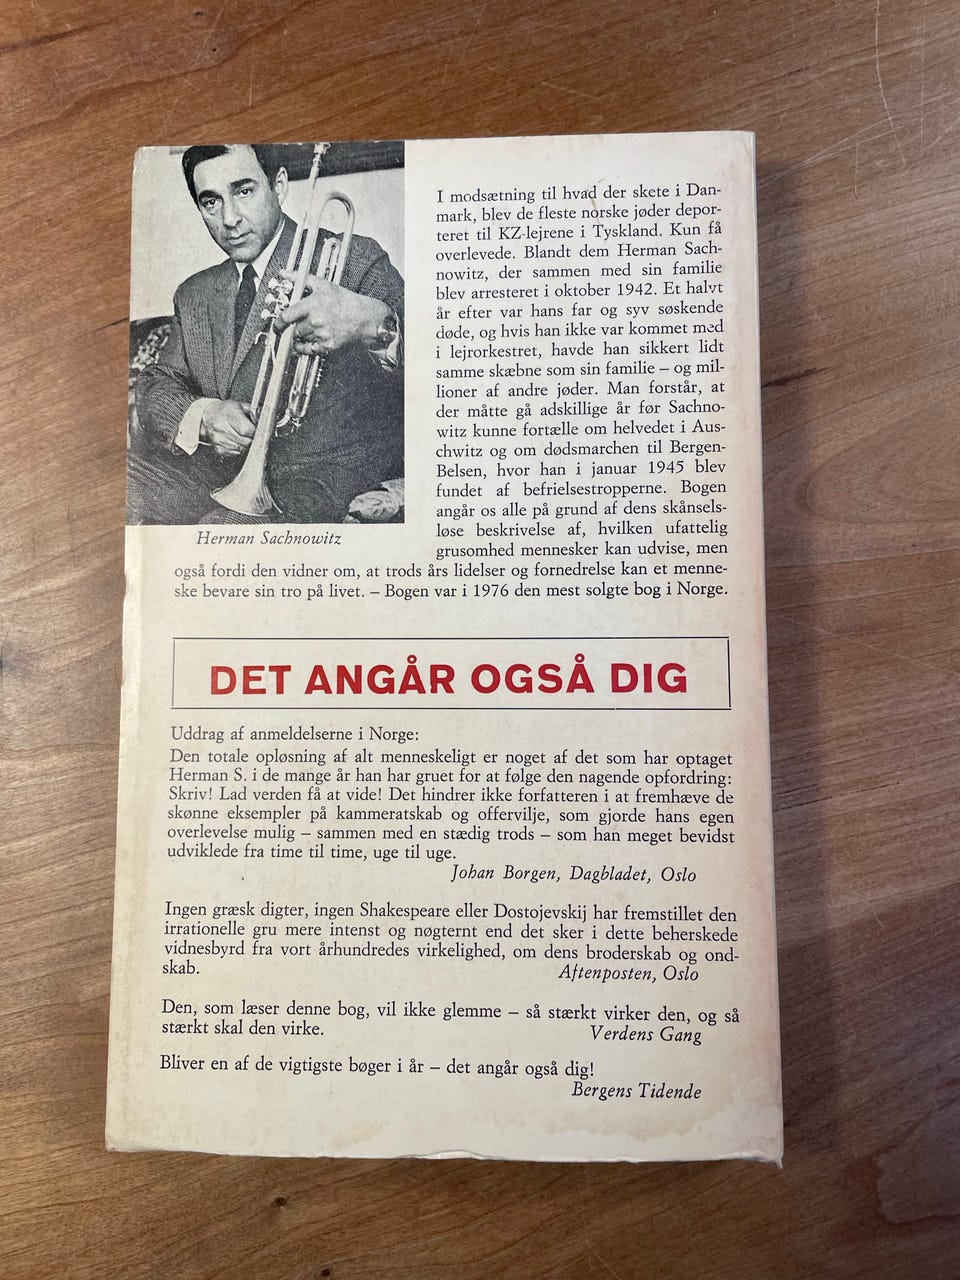 I modsætning til hvad der skete i Dan-
mark, blev de fleste norske jøder depor-
teret til KZ-lejrene i Tyskland. Kun få
overlevede. Blandt dem Herman Sach-
nowitz, der sammen med sin familie
blev arresteret i oktober 1942. Et halvt
år efter var hans far og syv søskende
døde, og hvis han ikke var kommet med
i lejrorkestret, havde han sikkert lidt
samme skæbne som sin familie – og mil-
lioner af andre jøder. Man forstår, at
der måtte gå adskillige år før Sachno-
witz kunne fortælle om helvedet i Aus-
chwitz og om dødsmarchen til Bergen-
Belsen, hvor han i januar 1945 blev
fundet af befrielsestropperne. Bogen
angår os alle på grund af dens skånsels-
løse beskrivelse af, hvilken ufattelig
grusomhed mennesker kan udvise, men
også fordi den vidner om, at trods års lidelser og fornedrelse kan et menne-
ske bevare sin tro på livet. – Bogen var i 1976 den mest solgte bog i Norge.
Herman Sachnowitz
DET ANGÅR OGSÅ DIG
Uddrag af anmeldelserne i Norge:
Den totale opløsning af alt menneskeligt er noget af det som har optaget
Herman S. i de mange år han har gruet for at følge den nagende opfordring:
Skriv! Lad verden få at vide! Det hindrer ikke forfatteren i at fremhæve de
skønne eksempler på kammeratskab og offervilje, som gjorde hans egen
overlevelse mulig – sammen med en stædig trods – som han meget bevidst
udviklede fra time til time, uge til uge.
Johan Borgen, Dagbladet, Oslo
Ingen græsk digter, ingen Shakespeare eller Dostojevskij har fremstillet den
irrationelle gru mere intenst og nøgternt end det sker i dette beherskede
vidnesbyrd fra vort århundredes virkelighed, om dens broderskab og ond-
skab. Aftenposten, Oslo
Den, som læser denne bog, vil ikke glemme – så stærkt virker den, og så
stærkt skal den virke. Verdens Gang
Bliver en af de vigtigste bøger i år – det angår også dig!
Bergens Tidende